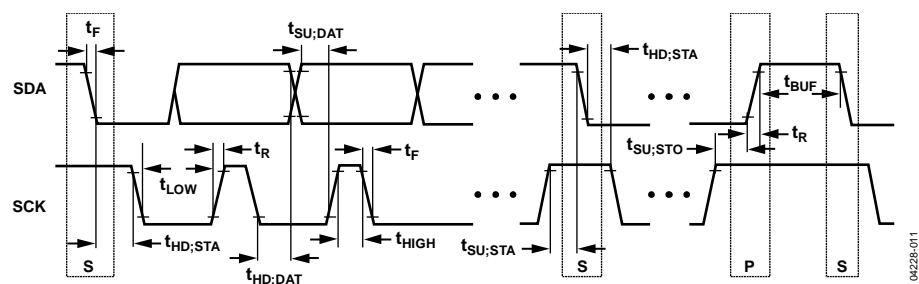 tF
tSU;DAT
tHD;STA
SDA
tBUF
tR
tF
tSU;STO
tR
tLOW
SCK
tHD;STA
tHIGH
tSU;STA
tHD;DAT
S
S
P
S
04228-011